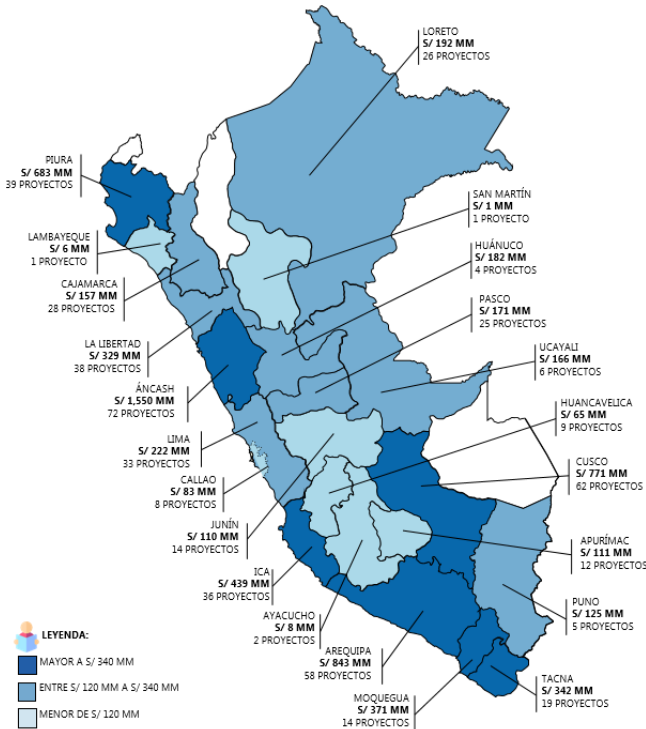 LORETO
S/ 192 MM
26 PROYECTOS
PIURA
S/ 683 MM
39 PROYECTOS
SAN MARTÍN
S/ 1 MM
1 PROYECTO
LAMBAYEQUE
S/ 6 MM
1 PROYECTO
HUÁNUCO
S/ 182 MM
4 PROYECTOS
CAJAMARCA
S/ 157 MM
28 PROYECTOS
PASCO
S/ 171 MM
25 PROYECTOS
LA LIBERTAD
S/ 329 MM
38 PROYECTOS
UCAYALI
S/ 166 MM
6 PROYECTOS
ÁNCASH
S/ 1,550 MM
72 PROYECTOS
HUANCAVELICA
S/ 65 MM
9 PROYECTOS
LIMA
S/ 222 MM
33 PROYECTOS
CUSCO
S/ 771 MM
62 PROYECTOS
CALLAO
S/ 83 MM
8 PROYECTOS
JUNÍN
S/ 110 MM
14 PROYECTOS
APURÍMAC
S/ 111 MM
12 PROYECTOS
ICA
S/ 439 MM
36 PROYECTOS
PUNO
S/ 125 MM
5 PROYECTOS
AYACUCHO
S/ 8 MM
2 PROYECTOS
AREQUIPA
S/ 843 MM
58 PROYECTOS
TACNA
S/ 342 MM
19 PROYECTOS
MOQUEGUA
S/ 371 MM
14 PROYECTOS
LEYENDA:
MAYOR A S/ 340 MM
ENTRE S/ 120 MM A S/ 340 MM
MENOR DE S/ 120 MM